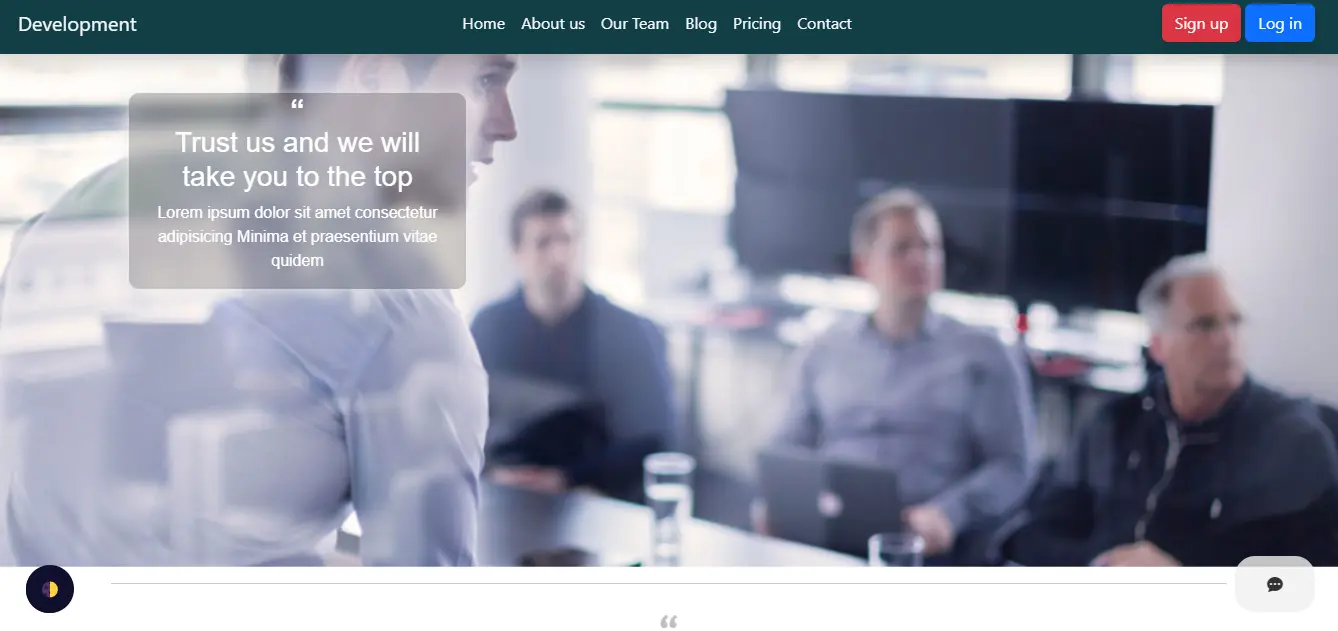 Development
Home About us Our Team Blog Pricing Contact
Sign up Log in
“
Trust us and we will
take you to the top
Lorem ipsum dolor sit amet consectetur
adipisicing Minima et praesentium vitae
quidem
“